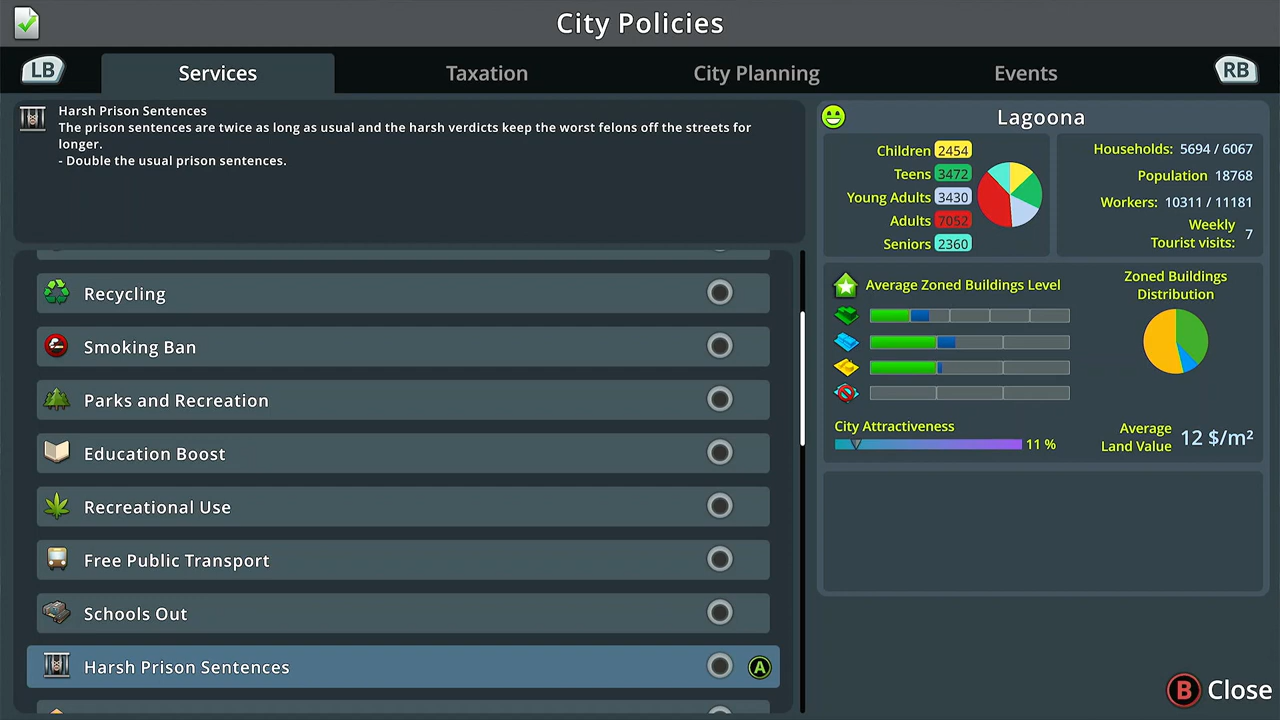 City Policies
LB
Services
Taxation
City Planning
Events
RB
Harsh Prison Sentences
The prison sentences are twice as long as usual and the harsh verdicts keep the worst felons off the streets for
longer.
- Double the usual prison sentences.
Recycling
Smoking Ban
Parks and Recreation
Education Boost
Recreational Use
Free Public Transport
Schools Out
Harsh Prison Sentences
A
Lagoona
Children 2454
Teens 3472
Young Adults 3430
Adults 7052
Seniors 2360
Households: 5694 / 6067
Population 18768
Workers: 10311 / 11181
Weekly
Tourist visits: 7
Average Zoned Buildings Level
Zoned Buildings
Distribution
City Attractiveness
11 %
Average
Land Value 12 $/m²
B Close